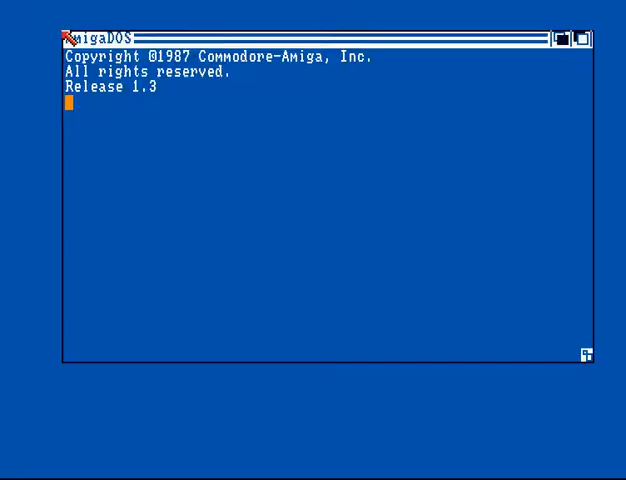 AmigaDOS
Copyright ©1987 Commodore-Amiga, Inc.
All rights reserved.
Release 1.3